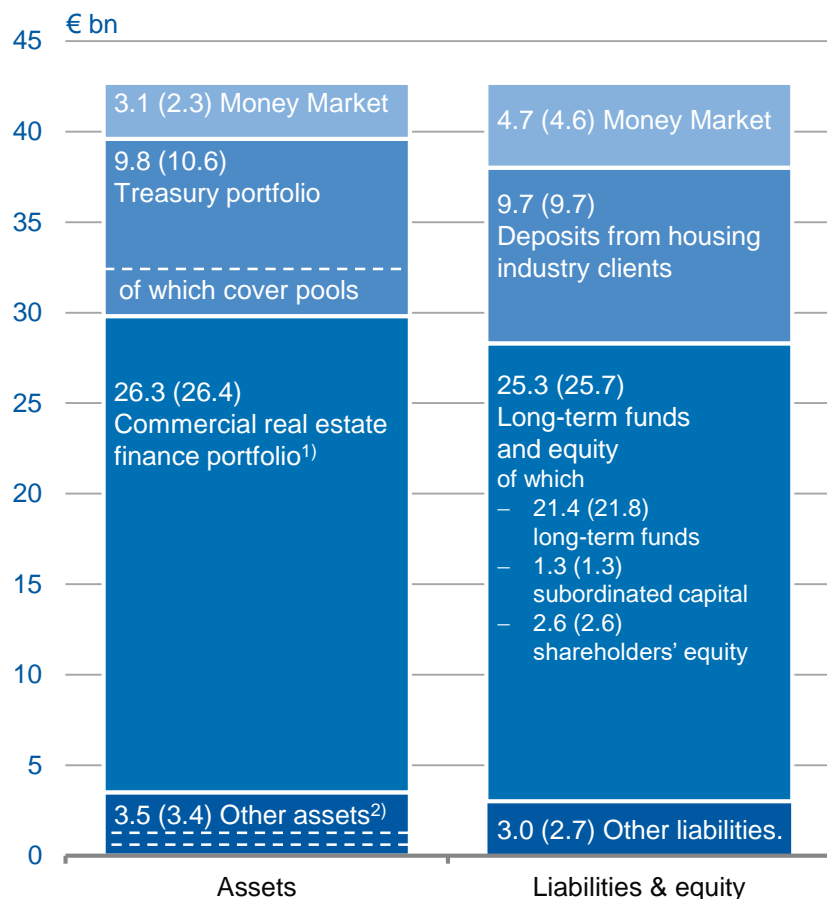 € bn
45
40
35
30
25
20
15
10
5
0
3.1 (2.3) Money Market
9.8 (10.6)
Treasury portfolio
of which cover pools
26.3 (26.4)
Commercial real estate
finance portfolio1)
3.5 (3.4) Other assets2)
Assets
4.7 (4.6) Money Market
9.7 (9.7)
Deposits from housing
industry clients
25.3 (25.7)
Long-term funds
and equity
of which
– 21.4 (21.8)
long-term funds
– 1.3 (1.3)
subordinated capital
– 2.6 (2.6)
shareholders’ equity
3.0 (2.7) Other liabilities.
Liabilities & equity